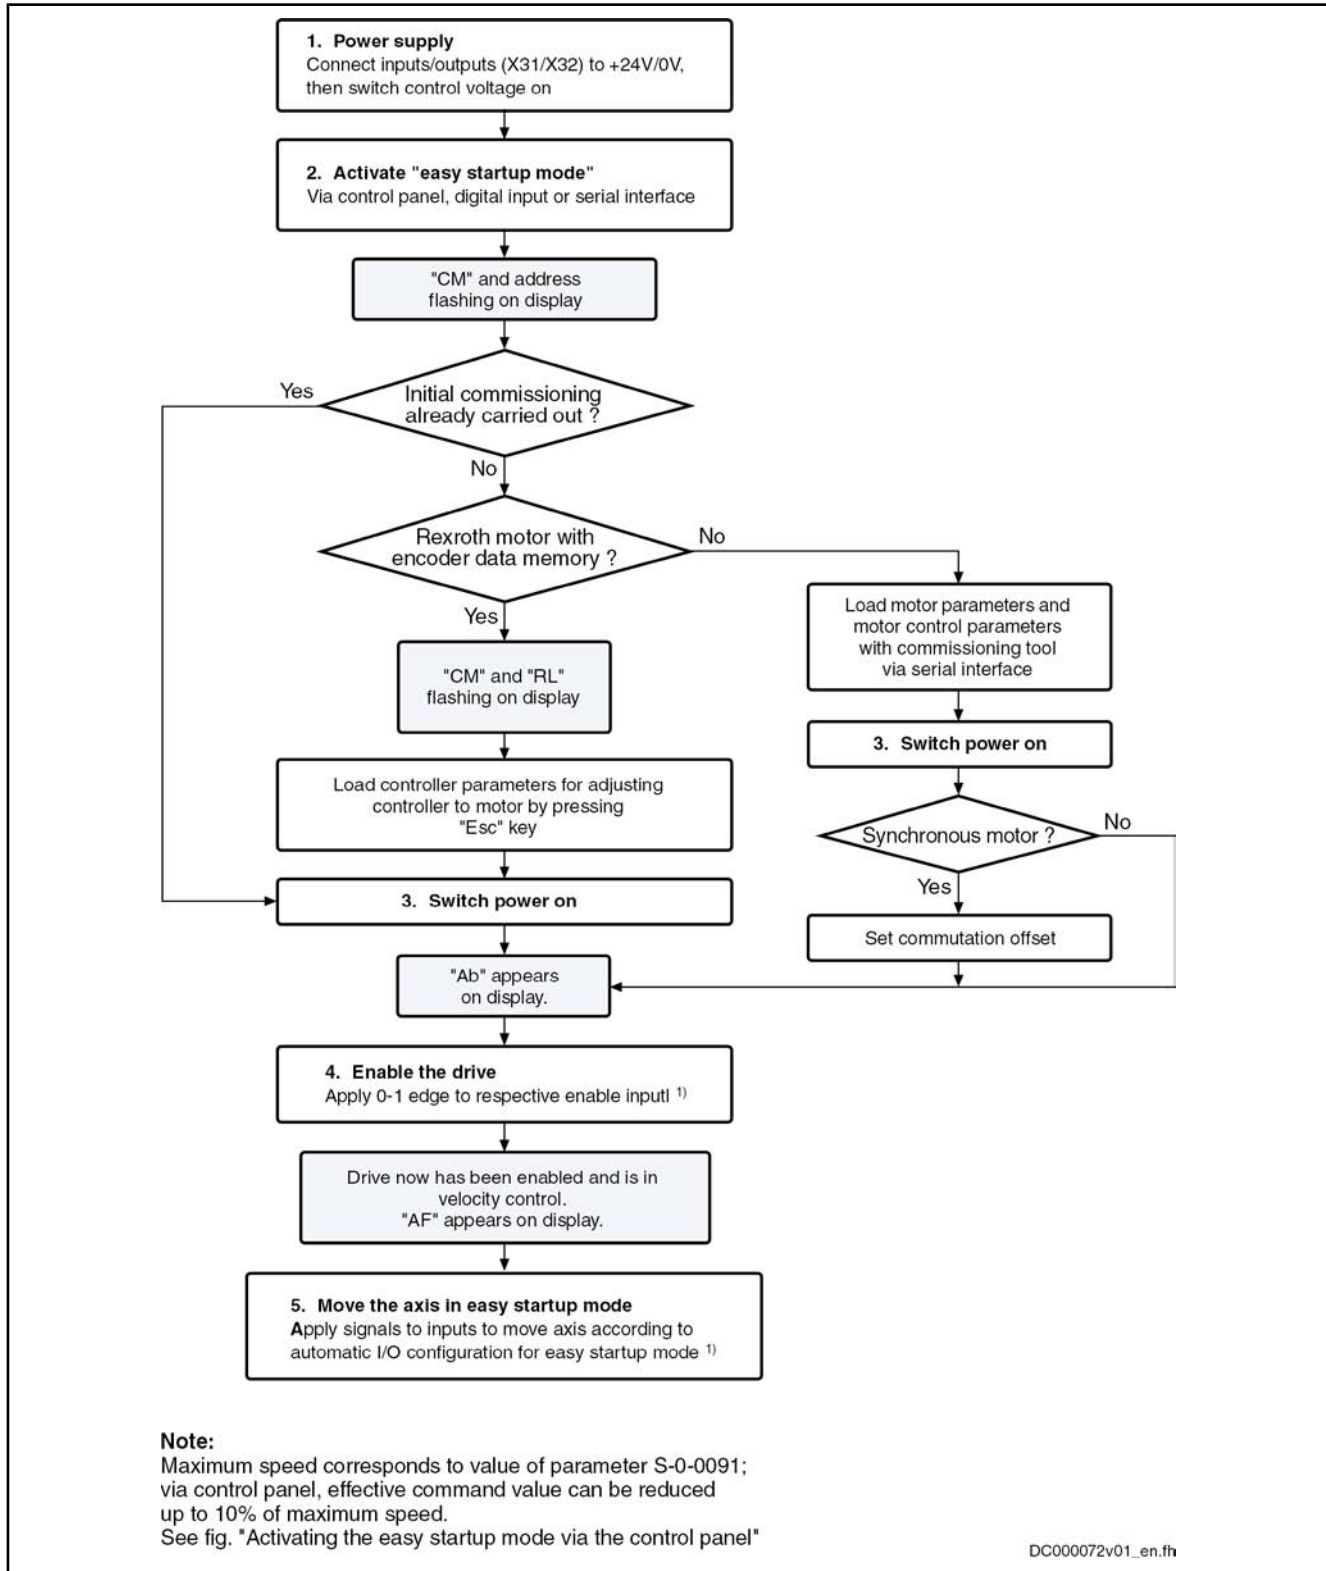 1. Power supply
Connect inputs/outputs (X31/X32) to +24V/0V,
then switch control voltage on
2. Activate "easy startup mode"
Via control panel, digital input or serial interface
"CM" and address
flashing on display
Yes
Initial commissioning
already carried out ?
No
Rexroth motor with
encoder data memory ?
No
Yes
Load motor parameters and
motor control parameters
with commissioning tool
via serial interface
"CM" and "RL"
flashing on display
3. Switch power on
Load controller parameters for adjusting
controller to motor by pressing
"Esc" key
Synchronous motor ?
No
Yes
3. Switch power on
Set commutation offset
"Ab" appears
on display.
4. Enable the drive
Apply 0-1 edge to respective enable inputl 1)
Drive now has been enabled and is in
velocity control.
"AF" appears on display.
5. Move the axis in easy startup mode
Apply signals to inputs to move axis according to
automatic I/O configuration for easy startup mode 1)
Note:
Maximum speed corresponds to value of parameter S-0-0091;
via control panel, effective command value can be reduced
up to 10% of maximum speed.
See fig. "Activating the easy startup mode via the control panel"
DC000072v01_en.fh